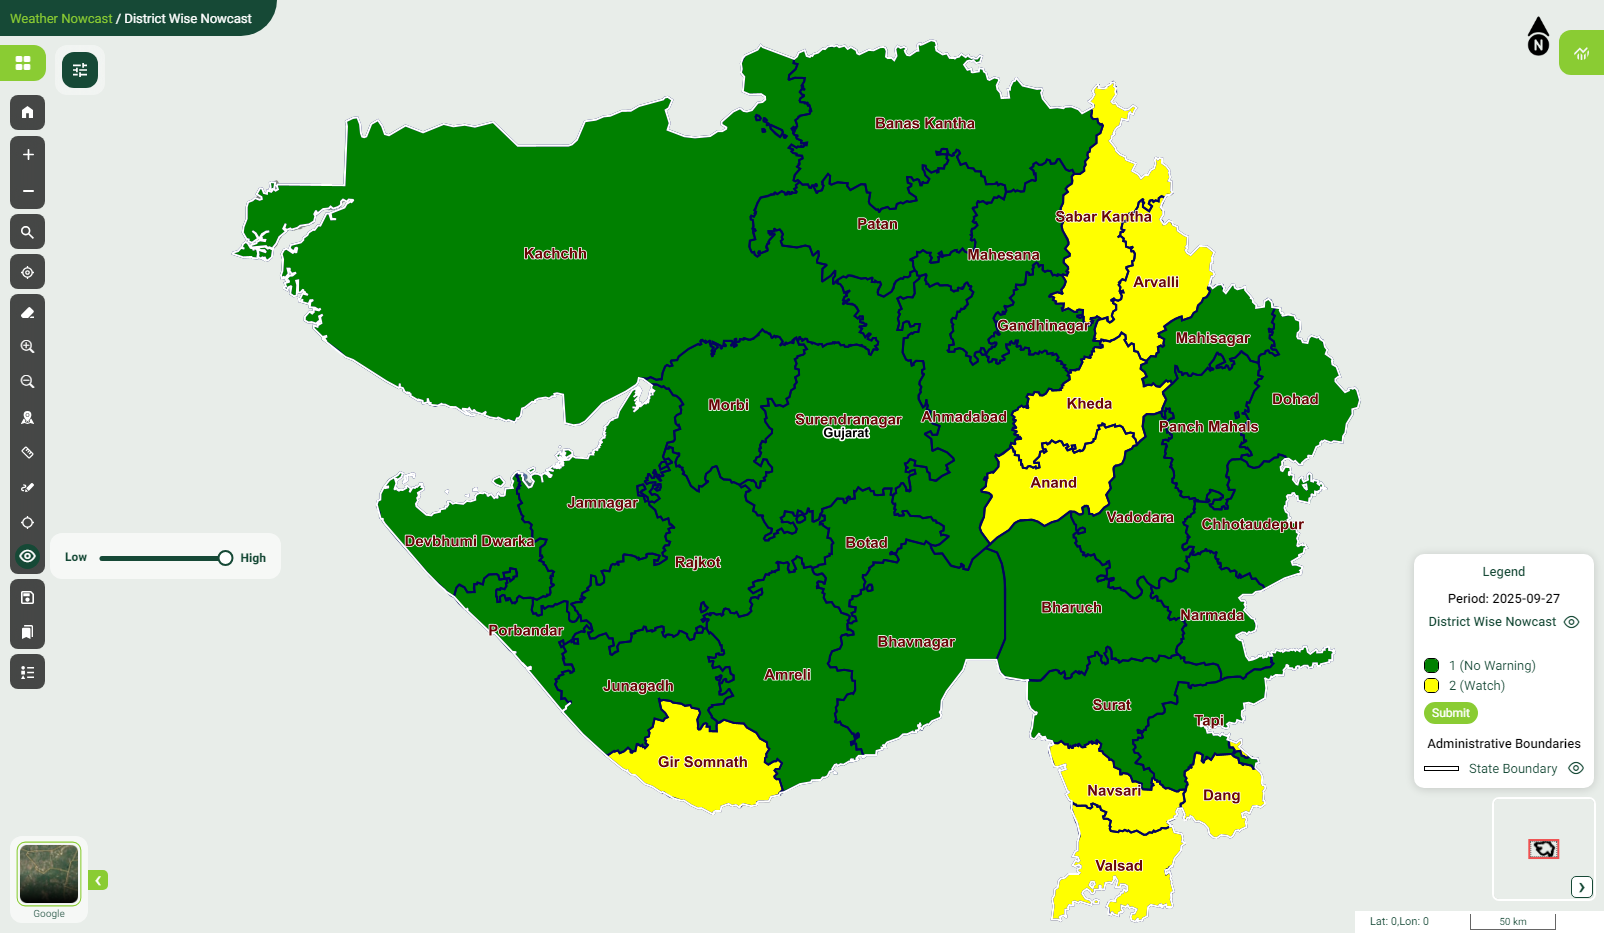 Weather Nowcast / District Wise Nowcast
N
Banas Kantha
Sabar Kantha
Patan
Kachchh
Mahesana
Arvalli
Gandhinagar
Mahisagar
Dohad
Morbi
Kheda
Surendranagar
Ahmadabad
Panch Mahals
Gujarat
Anand
Jamnagar
Vadodara
Chhotaudepur
Devbhumi Dwarka
Botad
Low
High
Rajkot
Bharuch
Narmada
Porbandar
Bhavnagar
Amreli
Junagadh
Surat
Tapi
Gir Somnath
Navsari
Dang
Valsad
Legend
Period: 2025-09-27
District Wise Nowcast
1 (No Warning)
2 (Watch)
Submit
Administrative Boundaries
State Boundary
Google
Lat: 0,Lon: 0
50 km